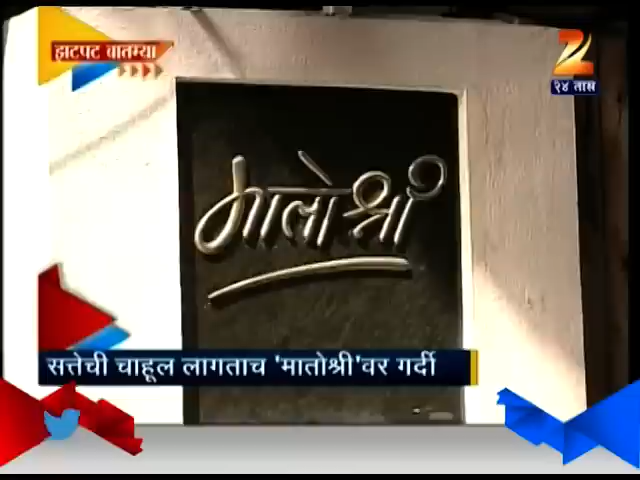 झटपट बातम्या
२४ तास
मातोश्री
सत्तेची चाहूल लागताच 'मातोश्री'वर गर्दी